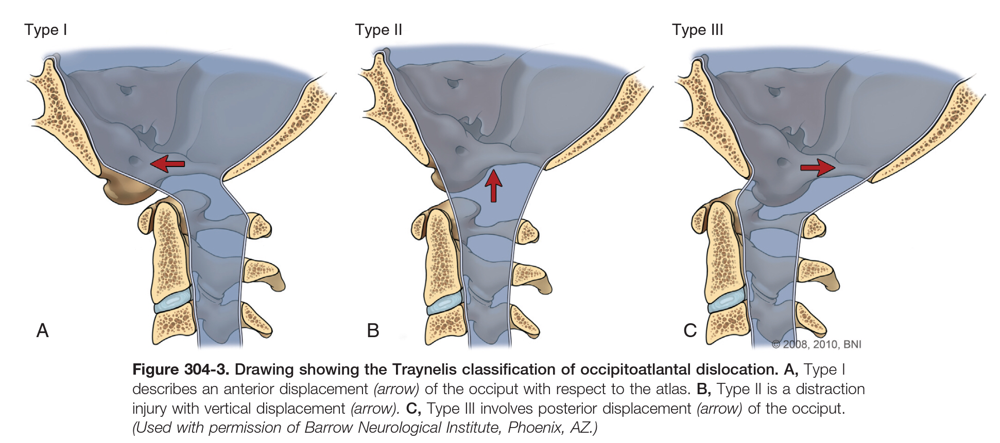 Type I
Type II
Type III
A
B
C
© 2008, 2010, BNI
Figure 304-3. Drawing showing the Traynelis classification of occipitoatlantal dislocation. A, Type I
describes an anterior displacement (arrow) of the occiput with respect to the atlas. B, Type II is a distraction
injury with vertical displacement (arrow). C, Type III involves posterior displacement (arrow) of the occiput.
(Used with permission of Barrow Neurological Institute, Phoenix, AZ.)